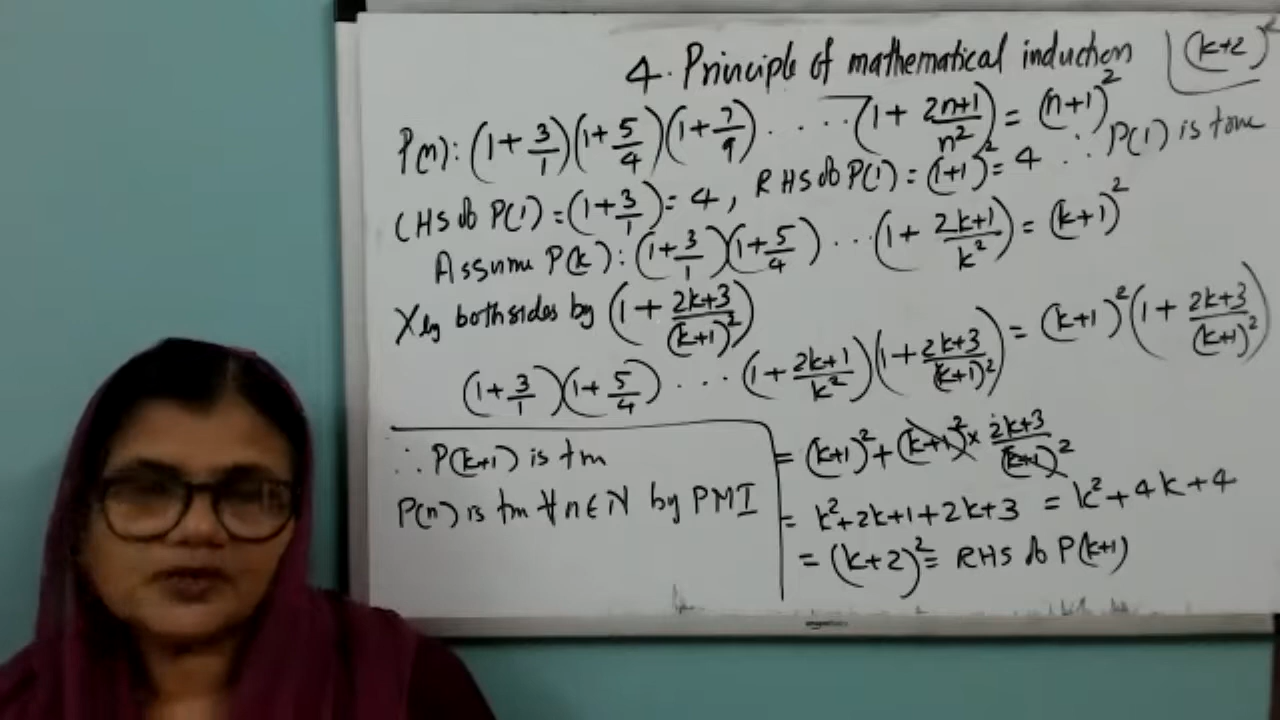 4. Principle of mathematical induction
(k+2)²
P(n): (1 + 3/1)(1 + 5/4)(1 + 7/9) ..... (1 + 2n+1/n²) = (n+1)²
LHS of P(1) = (1 + 3/1) = 4, RHS of P(1) = (1+1)² = 4 ∴ P(1) is true
Assume P(k): (1 + 3/1)(1 + 5/4) ... (1 + 2k+1/k²) = (k+1)²
Xly both sides by (1 + 2k+3/(k+1)²)
(1 + 3/1)(1 + 5/4) ... (1 + 2k+1/k²)(1 + 2k+3/(k+1)²) = (k+1)²(1 + 2k+3/(k+1)²)
= (k+1)² + (k+1)² × 2k+3/(k+1)²
= k²+2k+1+2k+3 = k²+4k+4
= (k+2)² = RHS of P(k+1)
∴ P(k+1) is true
P(n) is true ∀ n ∈ N by PMI